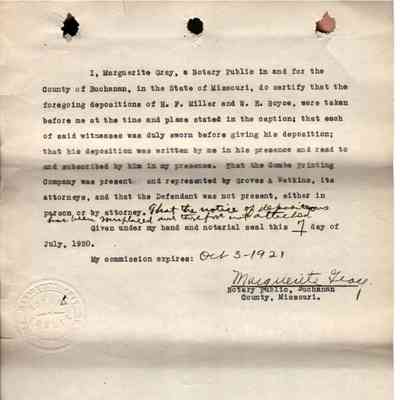 I, Marguerite Gray, a Notary Public in and for the
County of Buchanan, in the State of Missouri, do certify that the
foregoing depositions of H. F. Miller and W. E. Boyce, were taken
before me at the time and place stated in the caption; that each
of said witnesses was duly sworn before giving his deposition;
that his deposition was written by me in his presence and read to
and subscribed by him in my presence. That the Combe Printing
Company was present and represented by Groves & Watkins, its
attorneys, and that the Defendant was not present, either in
person or by attorney. That the notice of depositions
has been misplaced and therefore not attached
Given under my hand and notarial seal this 7 day of
July, 1920.
My commission expires: Oct 3-1921
Marguerite Gray
Notary Public, Buchanan
County, Missouri.